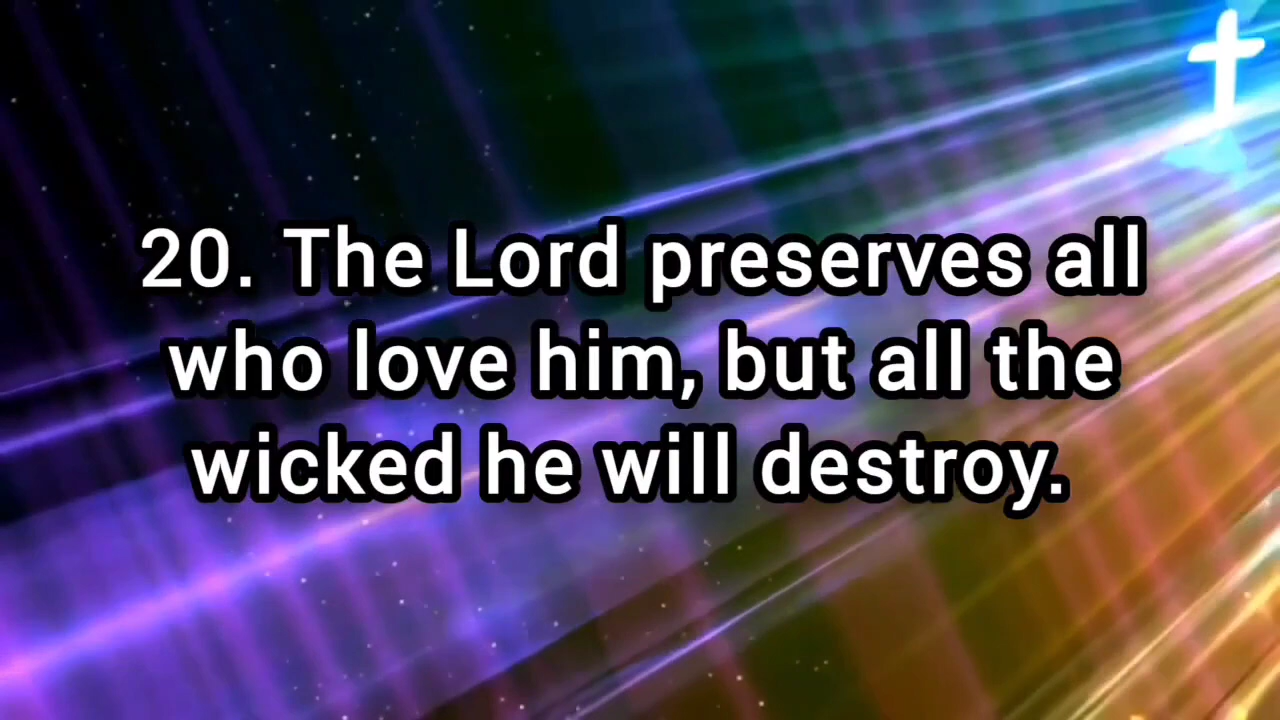 20. The Lord preserves all
who love him, but all the
wicked he will destroy.